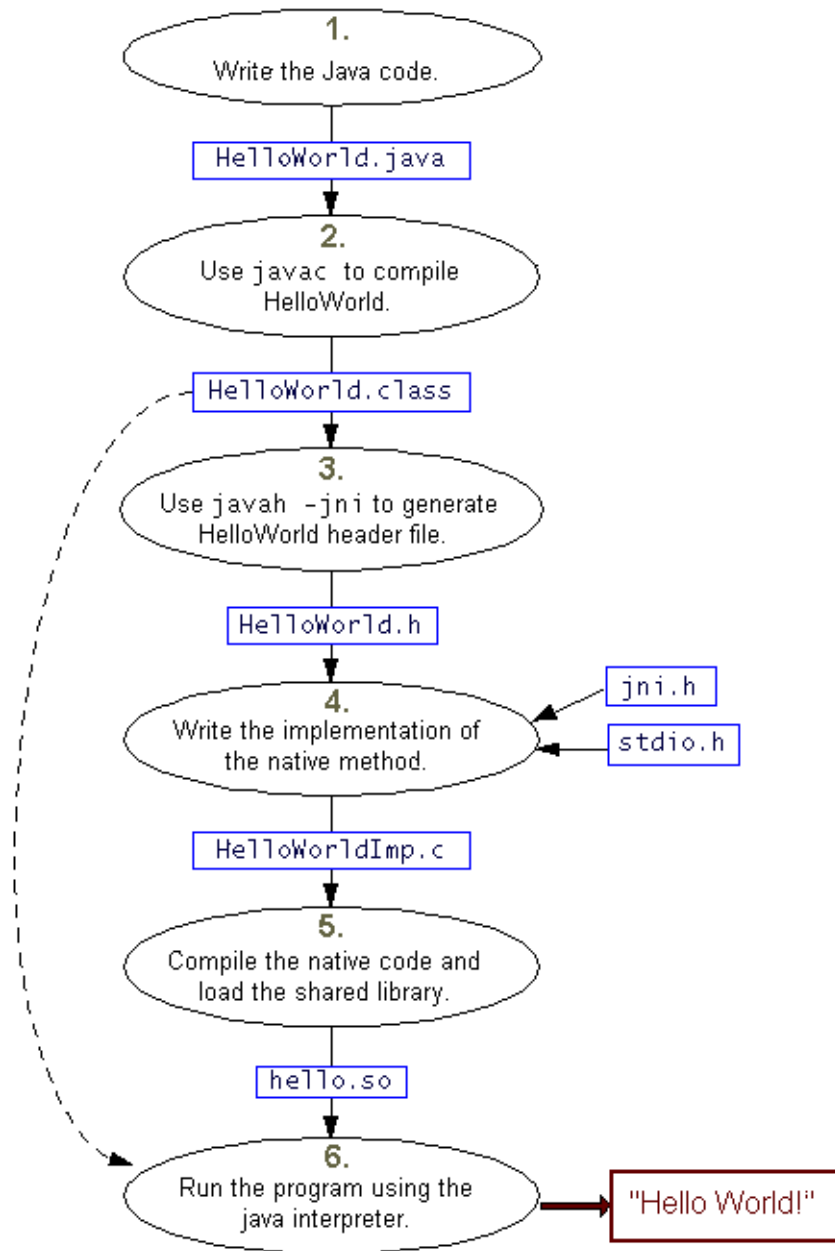 1.
Write the Java code.
HelloWorld.java
2.
Use javac to compile
HelloWorld.
HelloWorld.class
3.
Use javah -jni to generate
HelloWorld header file.
HelloWorld.h
jni.h
4.
Write the implementation of
the native method.
stdio.h
HelloWorldImp.c
5.
Compile the native code and
load the shared library.
hello.so
6.
Run the program using the
java interpreter.
"Hello World!"